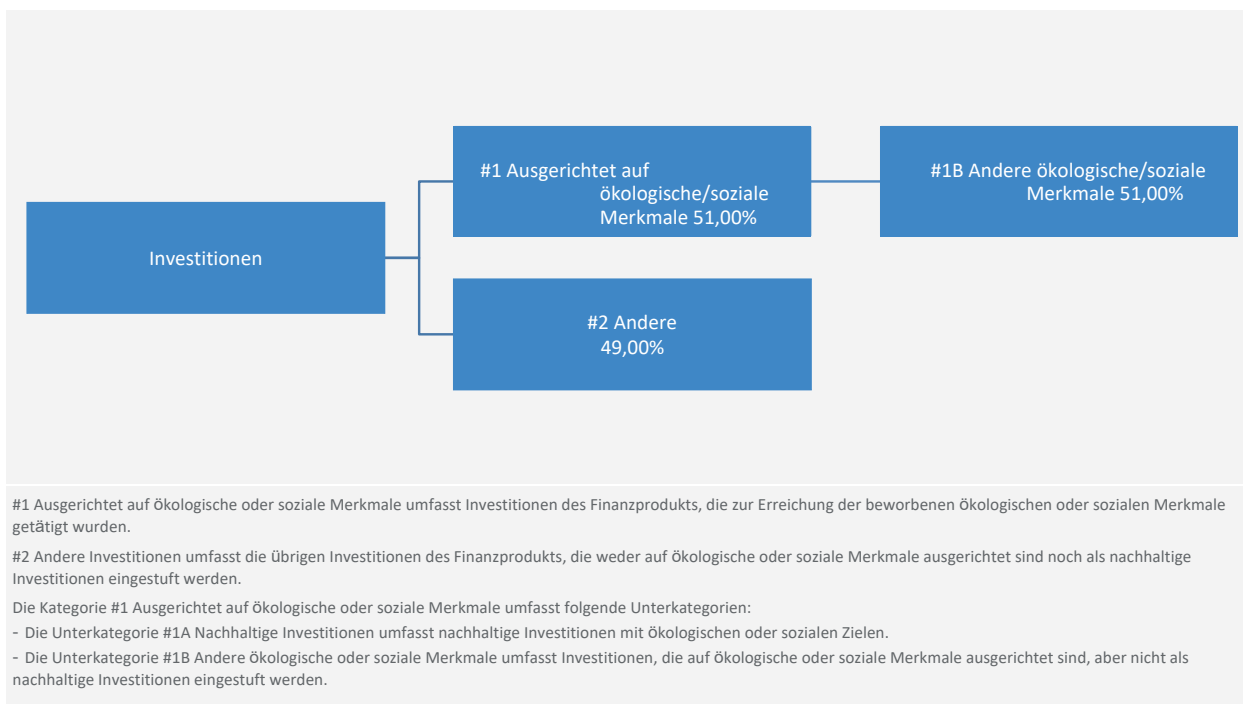 Investitionen
#1 Ausgerichtet auf
ökologische/soziale
Merkmale 51,00%
#1B Andere ökologische/soziale
Merkmale 51,00%
#2 Andere
49,00%
#1 Ausgerichtet auf ökologische oder soziale Merkmale umfasst Investitionen des Finanzprodukts, die zur Erreichung der beworbenen ökologischen oder sozialen Merkmale
getätigt wurden.
#2 Andere Investitionen umfasst die übrigen Investitionen des Finanzprodukts, die weder auf ökologische oder soziale Merkmale ausgerichtet sind noch als nachhaltige
Investitionen eingestuft werden.
Die Kategorie #1 Ausgerichtet auf ökologische oder soziale Merkmale umfasst folgende Unterkategorien:
- Die Unterkategorie #1A Nachhaltige Investitionen umfasst nachhaltige Investitionen mit ökologischen oder sozialen Zielen.
- Die Unterkategorie #1B Andere ökologische oder soziale Merkmale umfasst Investitionen, die auf ökologische oder soziale Merkmale ausgerichtet sind, aber nicht als
nachhaltige Investitionen eingestuft werden.